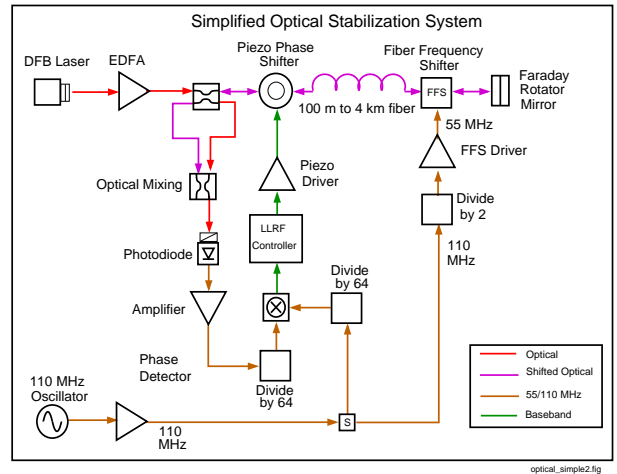 Simplified Optical Stabilization System
DFB Laser
EDFA
Piezo Phase
Shifter
Fiber Frequency
Shifter
FFS
Faraday
Rotator
Mirror
100 m to 4 km fiber
55 MHz
FFS Driver
Optical Mixing
Piezo
Driver
Divide
by 2
LLRF
Controller
110
MHz
Photodiode
Divide
by 64
Amplifier
Phase
Detector
Divide
by 64
Optical
Shifted Optical
55/110 MHz
Baseband
110 MHz
Oscillator
110
MHz
S
optical_simple2.fig